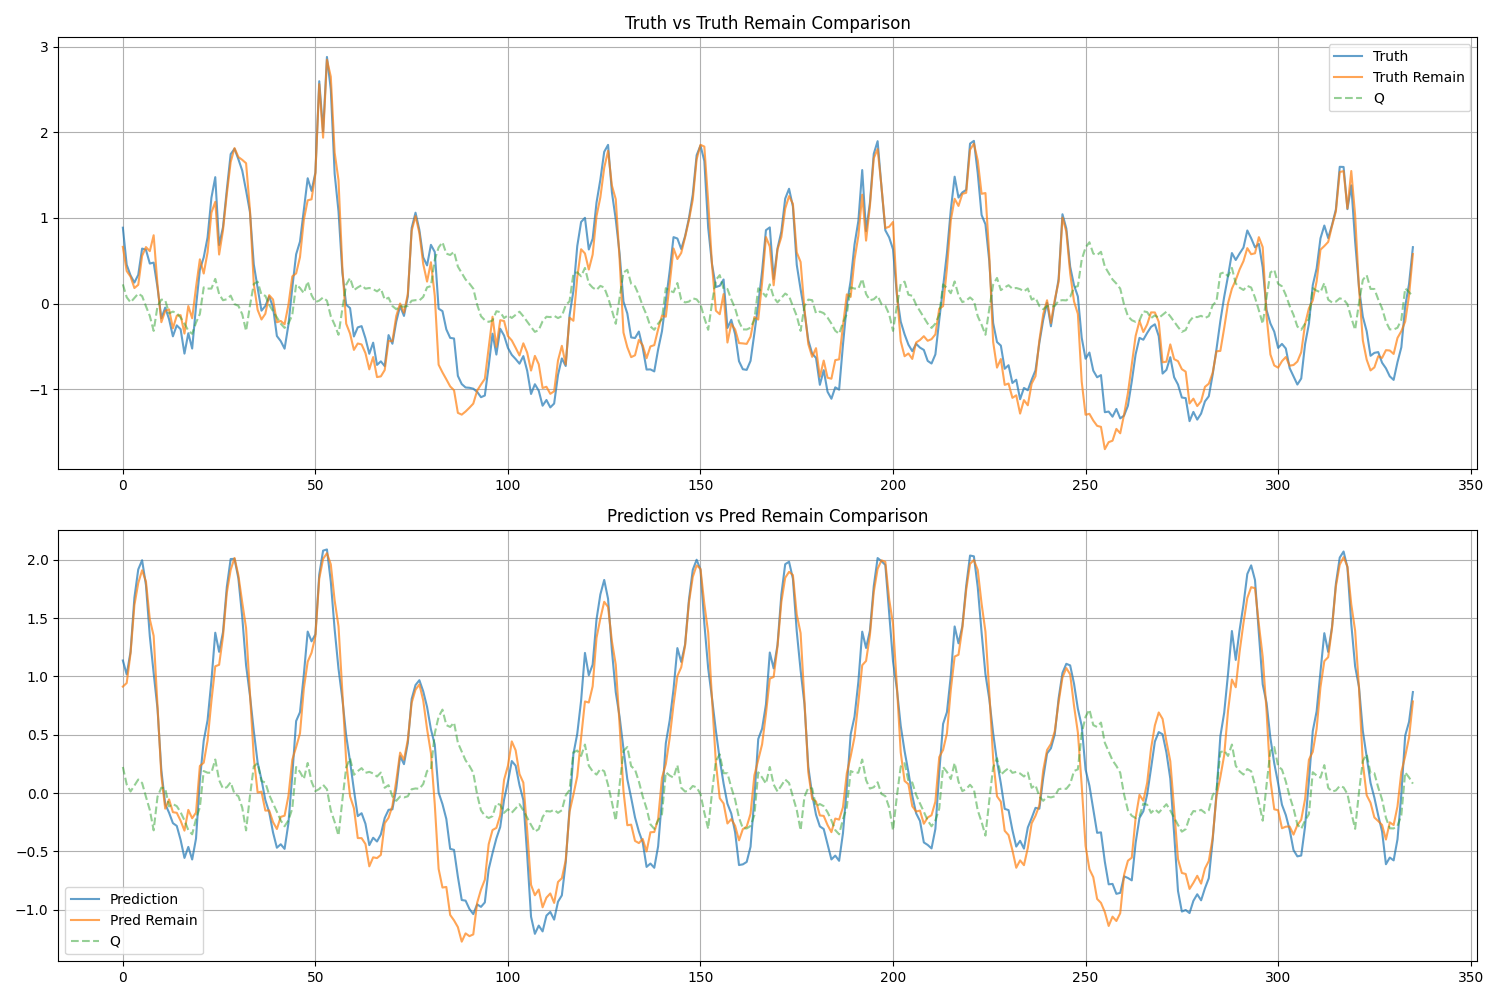 Truth vs Truth Remain Comparison
3
2
1
0
−1
Truth
Truth Remain
Q
0 50 100 150 200 250 300 350
Prediction vs Pred Remain Comparison
2.0
1.5
1.0
0.5
0.0
−0.5
−1.0
Prediction
Pred Remain
Q
0 50 100 150 200 250 300 350